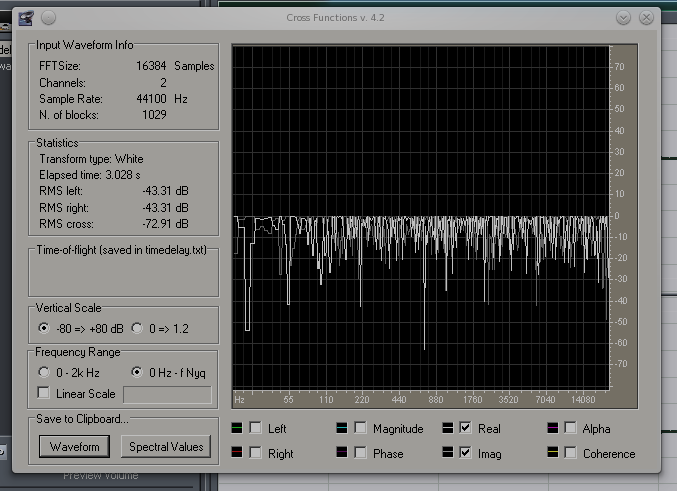 Cross Functions v. 4.2
Input Waveform Info
FFTSize: 16384 Samples
Channels: 2
Sample Rate: 44100 Hz
N. of blocks: 1029
Statistics
Transform type: White
Elapsed time: 3.028 s
RMS left: -43.31 dB
RMS right: -43.31 dB
RMS cross: -72.91 dB
Time-of-flight (saved in timedelay.txt)
Vertical Scale
-80 => +80 dB 0 => 1.2
Frequency Range
0 - 2k Hz 0 Hz - f Nyq
Linear Scale
Save to Clipboard...
Waveform Spectral Values
70
60
50
40
30
20
10
0
-10
-20
-30
-40
-50
-60
-70
Hz 55 110 220 440 880 1760 3520 7040 14080
Left Magnitude Real Alpha
Right Phase Imag Coherence
Preview Volume